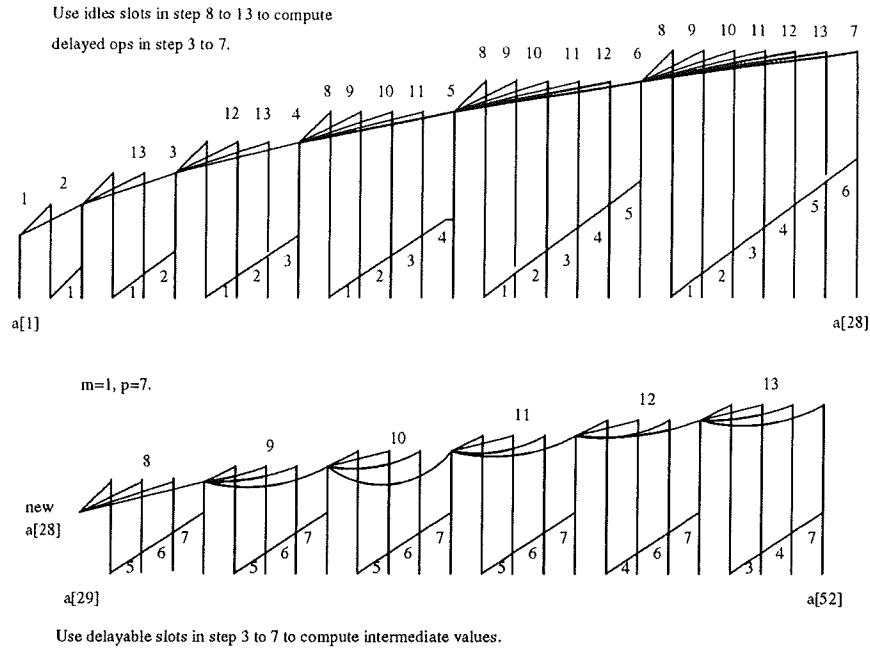 Use idles slots in step 8 to 13 to compute
delayed ops in step 3 to 7.
1 2
13 3
12 13 4
8 9 10 11 5
8 9 10 11 12 6
8 9 10 11 12 13 7
1
1 2
1 2 3
1 2 3 4
1 2 3 4 5
1 2 3 4 5 6
a[1]
a[28]
m=1, p=7.
8
9
10
11
12
13
new
a[28]
5 6 7
5 6 7
5 6 7
5 6 7
4 6 7
3 4 7
a[29]
a[52]
Use delayable slots in step 3 to 7 to compute intermediate values.